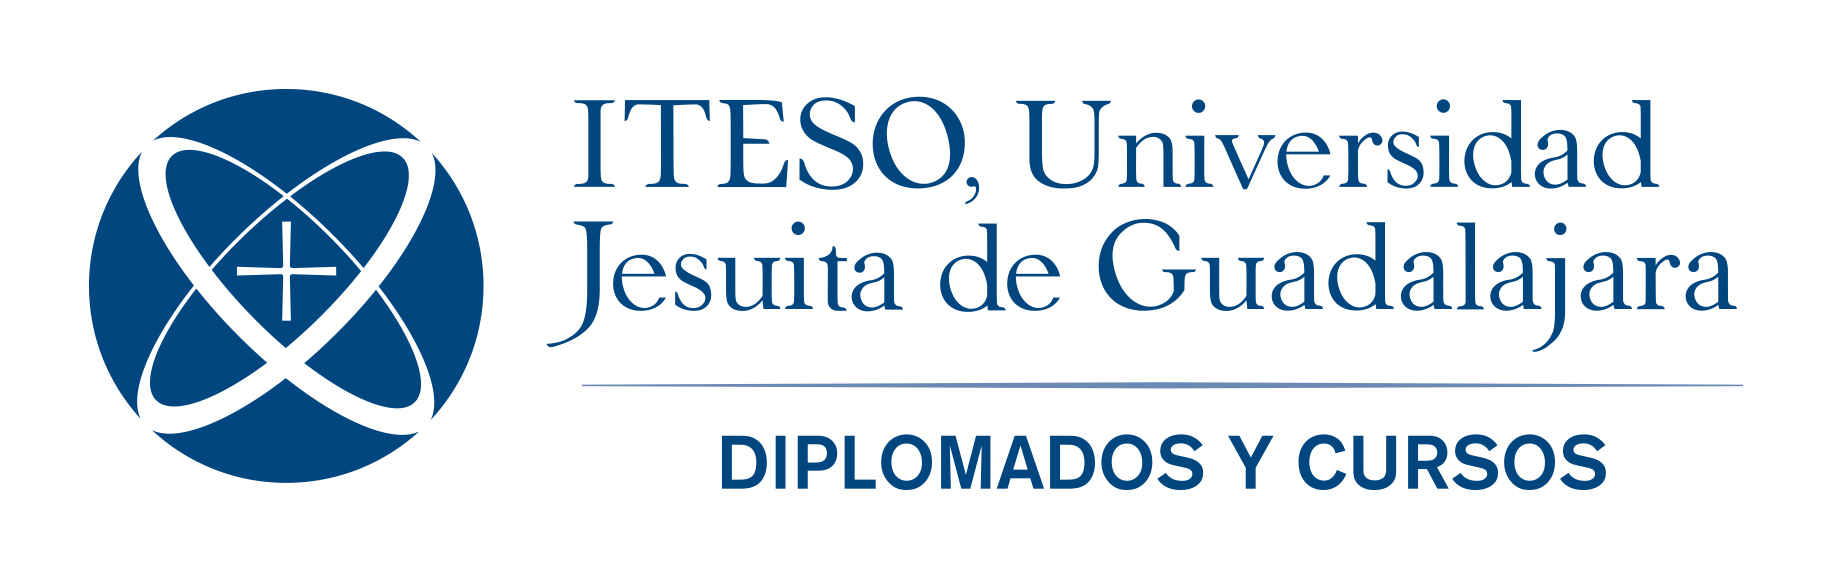 ITESO, Universidad
Jesuita de Guadalajara
DIPLOMADOS Y CURSOS